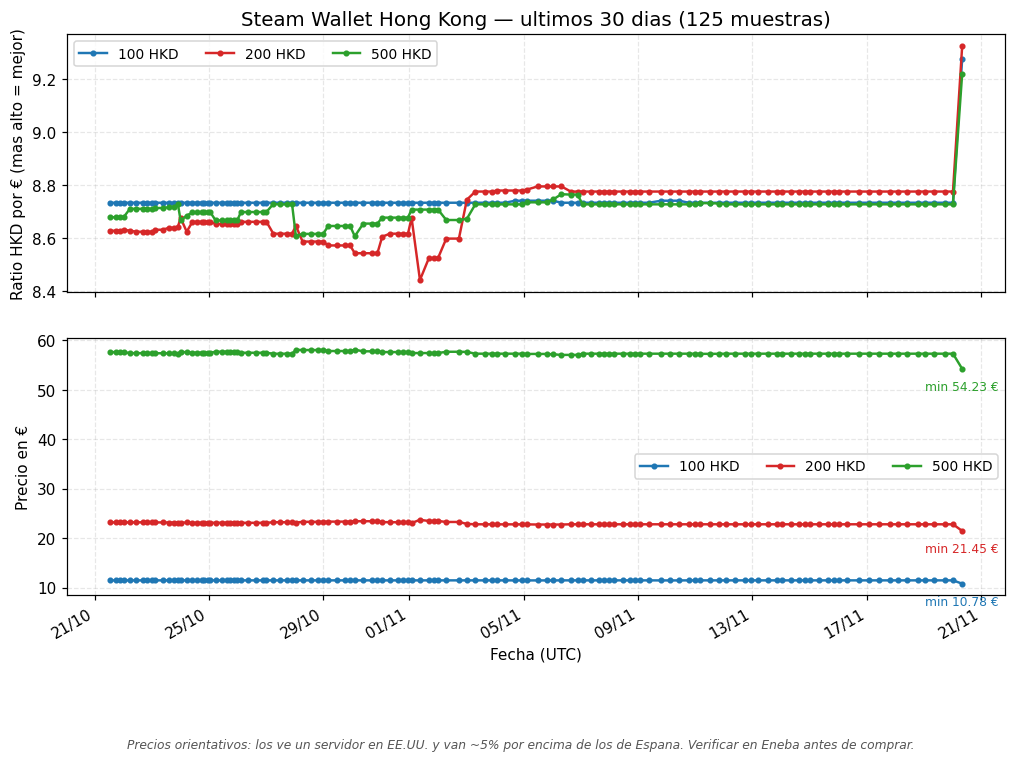 Steam Wallet Hong Kong — ultimos 30 dias (125 muestras)
Ratio HKD por € (mas alto = mejor)
100 HKD 200 HKD 500 HKD
9.2
9.0
8.8
8.6
8.4
Precio en €
60
50
40
30
20
10
min 54.23 €
100 HKD 200 HKD 500 HKD
min 21.45 €
min 10.78 €
21/10 25/10 29/10 01/11 05/11 09/11 13/11 17/11 21/11
Fecha (UTC)
Precios orientativos: los ve un servidor en EE.UU. y van ~5% por encima de los de Espana. Verificar en Eneba antes de comprar.